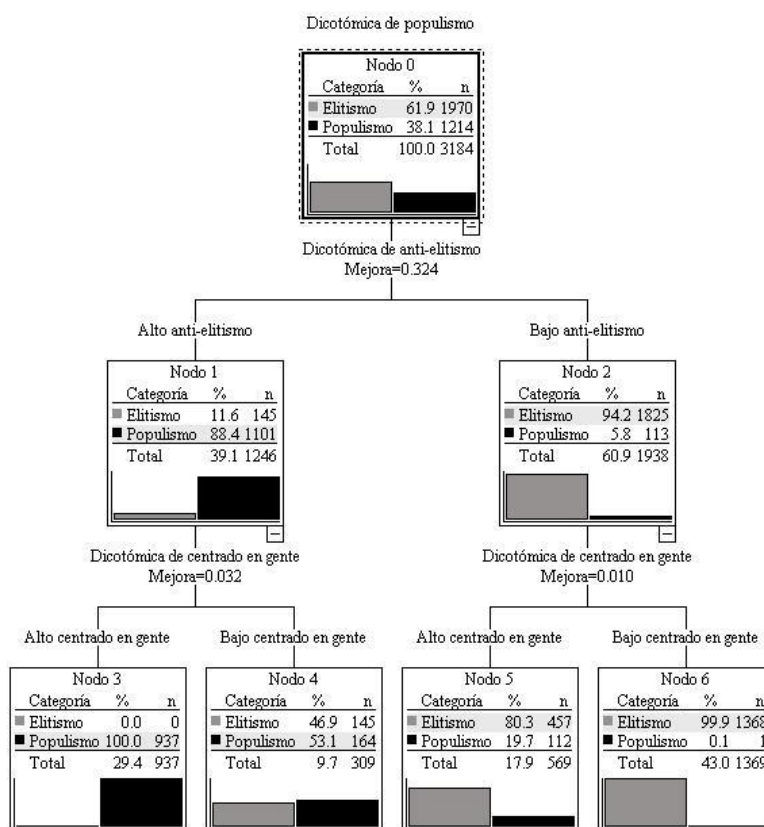 Dicotómica de populismo
Nodo 0
Categoría % n
Elitismo 61.9 1970
Populismo 38.1 1214
Total 100.0 3184
Dicotómica de anti-elitismo
Mejora=0.324
Alto anti-elitismo
Bajo anti-elitismo
Nodo 1
Categoría % n
Elitismo 11.6 145
Populismo 88.4 1101
Total 39.1 1246
Nodo 2
Categoría % n
Elitismo 94.2 1825
Populismo 5.8 113
Total 60.9 1938
Dicotómica de centrado en gente
Mejora=0.032
Dicotómica de centrado en gente
Mejora=0.010
Alto centrado en gente
Bajo centrado en gente
Alto centrado en gente
Bajo centrado en gente
Nodo 3
Categoría % n
Elitismo 0.0 0
Populismo 100.0 937
Total 29.4 937
Nodo 4
Categoría % n
Elitismo 46.9 145
Populismo 53.1 164
Total 9.7 309
Nodo 5
Categoría % n
Elitismo 80.3 457
Populismo 19.7 112
Total 17.9 569
Nodo 6
Categoría % n
Elitismo 99.9 1368
Populismo 0.1 1
Total 43.0 1369